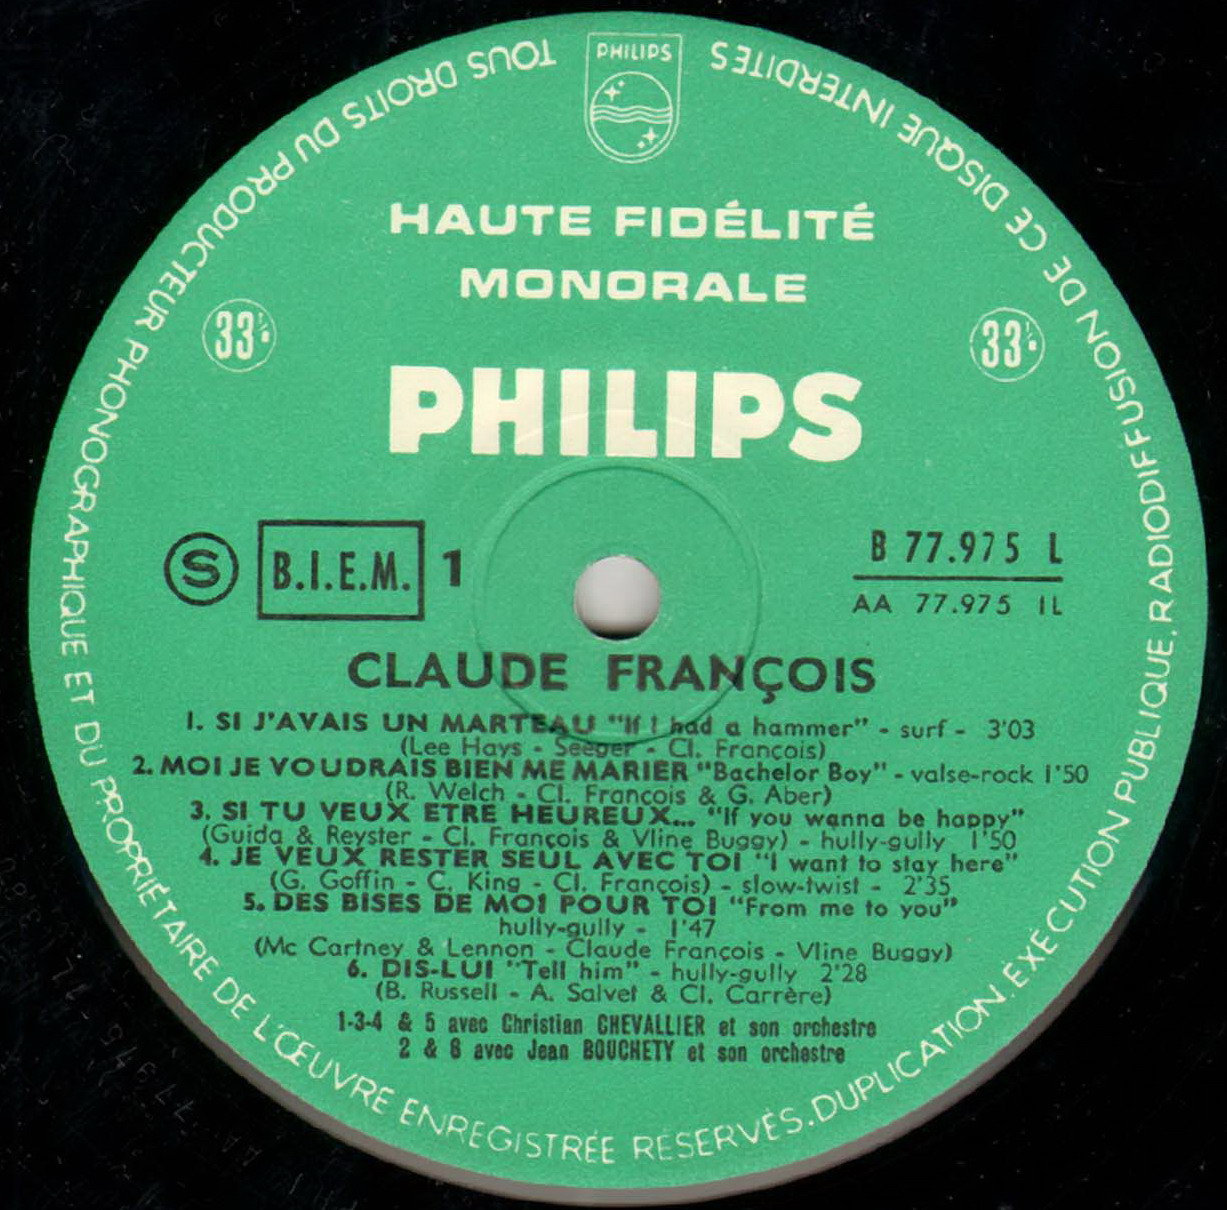 PHILIPS
HAUTE FIDÉLITÉ
MONORALE
33
33
PHILIPS
S B.I.E.M. 1
B 77.975 L
AA 77.975 1L
CLAUDE FRANÇOIS
1. SI J'AVAIS UN MARTEAU "If I had a hammer" - surf - 3'03
(Lee Hays - Seeger - Cl. François)
2. MOI JE VOUDRAIS BIEN ME MARIER "Bachelor Boy" - valse-rock 1'50
(R. Welch - Cl. François & G. Aber)
3. SI TU VEUX ETRE HEUREUX... "If you wanna be happy"
(Guida & Reyster - Cl. François & Vline Buggy) - hully-gully 1'50
4. JE VEUX RESTER SEUL AVEC TOI "I want to stay here"
(G. Goffin - C. King - Cl. François) - slow-twist - 2'35
5. DES BISES DE MOI POUR TOI "From me to you"
hully-gully - 1'47
(Mc Cartney & Lennon - Claude François - Vline Buggy)
6. DIS-LUI "Tell him" - hully-gully 2'28
(B. Russell - A. Salvet & Cl. Carrère)
1-3-4 & 5 avec Christian CHEVALLIER et son orchestre
2 & 6 avec Jean BOUCHETY et son orchestre
TOUS DROITS DU PRODUCTEUR PHONOGRAPHIQUE ET DU PROPRIÉTAIRE DE L'ŒUVRE ENREGISTRÉE RÉSERVÉS. DUPLICATION. EXÉCUTION PUBLIQUE. RADIODIFFUSION DE CE DISQUE INTERDITES